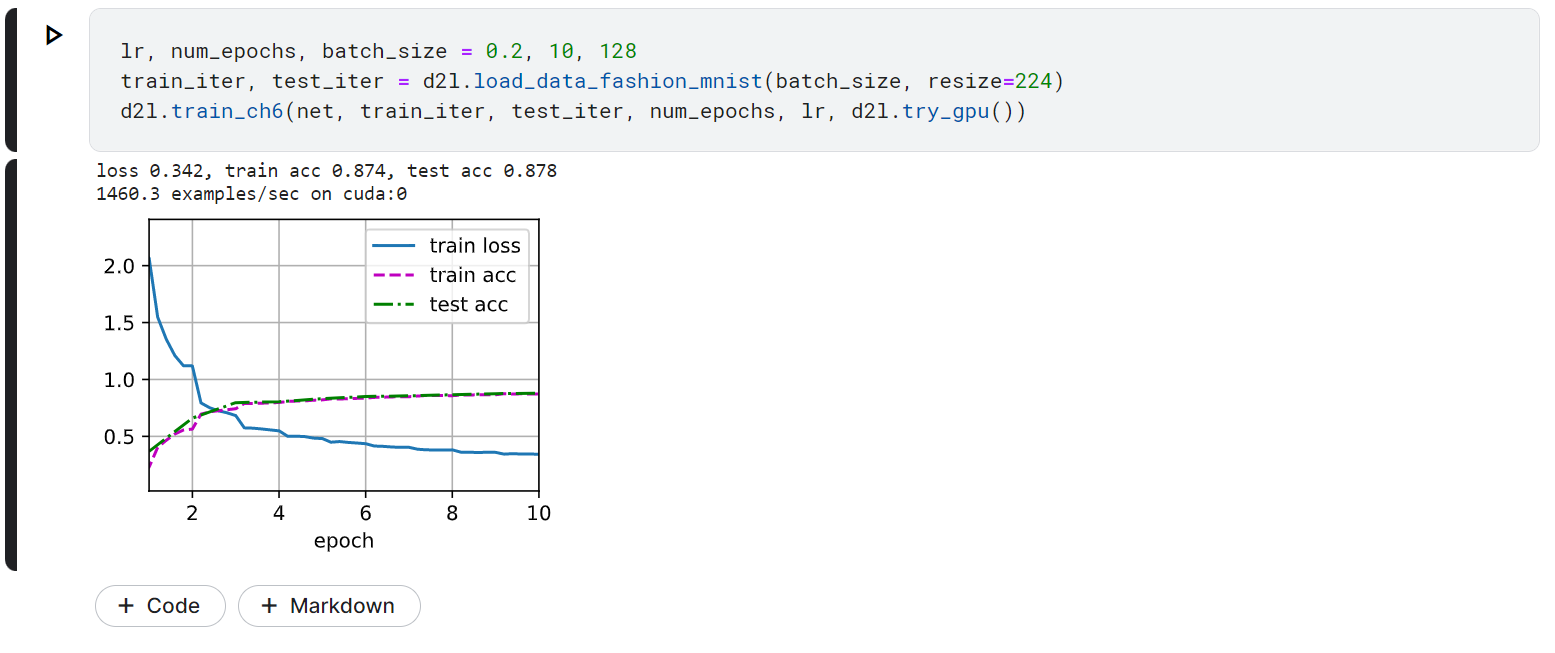 lr, num_epochs, batch_size = 0.2, 10, 128
train_iter, test_iter = d2l.load_data_fashion_mnist(batch_size, resize=224)
d2l.train_ch6(net, train_iter, test_iter, num_epochs, lr, d2l.try_gpu())
loss 0.342, train acc 0.874, test acc 0.878
1460.3 examples/sec on cuda:0
train loss
train acc
test acc
2.0
1.5
1.0
0.5
2 4 6 8 10
epoch
+ Code + Markdown